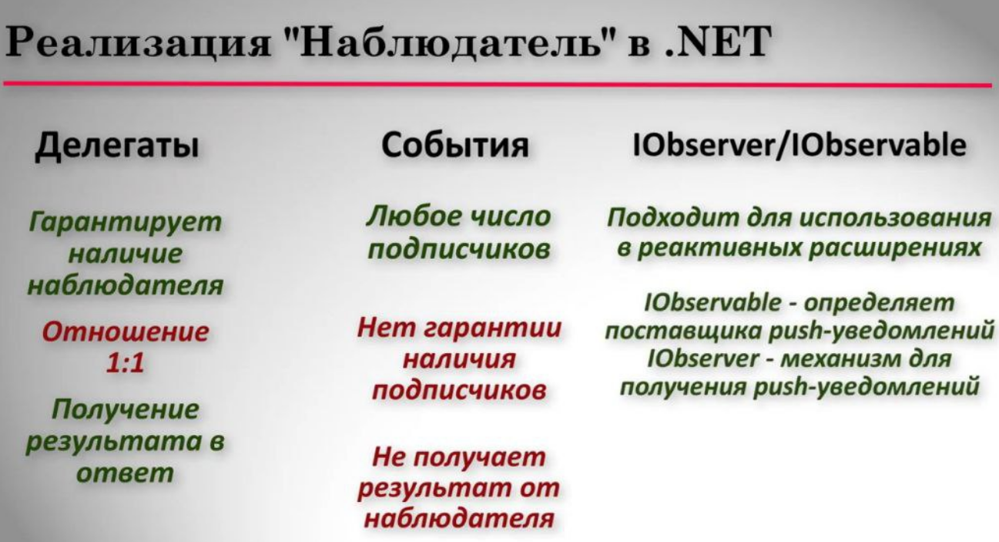 Реализация "Наблюдатель" в .NET
Делегаты
Гарантирует
наличие
наблюдателя
Отношение
1:1
Получение
результата в
ответ
События
Любое число
подписчиков
Нет гарантии
наличия
подписчиков
Не получает
результат от
наблюдателя
IObserver/IObservable
Подходит для использования
в реактивных расширениях
IObservable - определяет
поставщика push-уведомлений
IObserver - механизм для
получения push-уведомлений